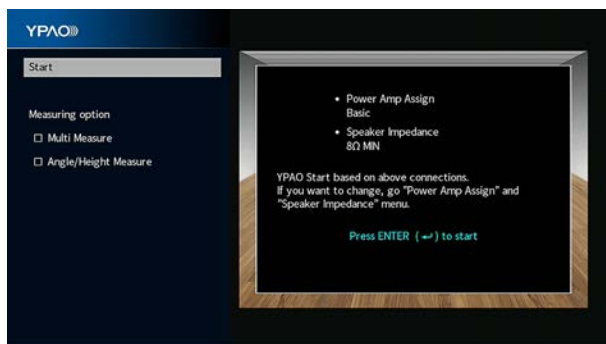 YPAO
Start
Measuring option
Multi Measure
Angle/Height Measure
• Power Amp Assign
Basic
• Speaker Impedance
8Ω MIN
YPAO Start based on above connections.
If you want to change, go "Power Amp Assign" and
"Speaker Impedance" menu.
Press ENTER (↵) to start